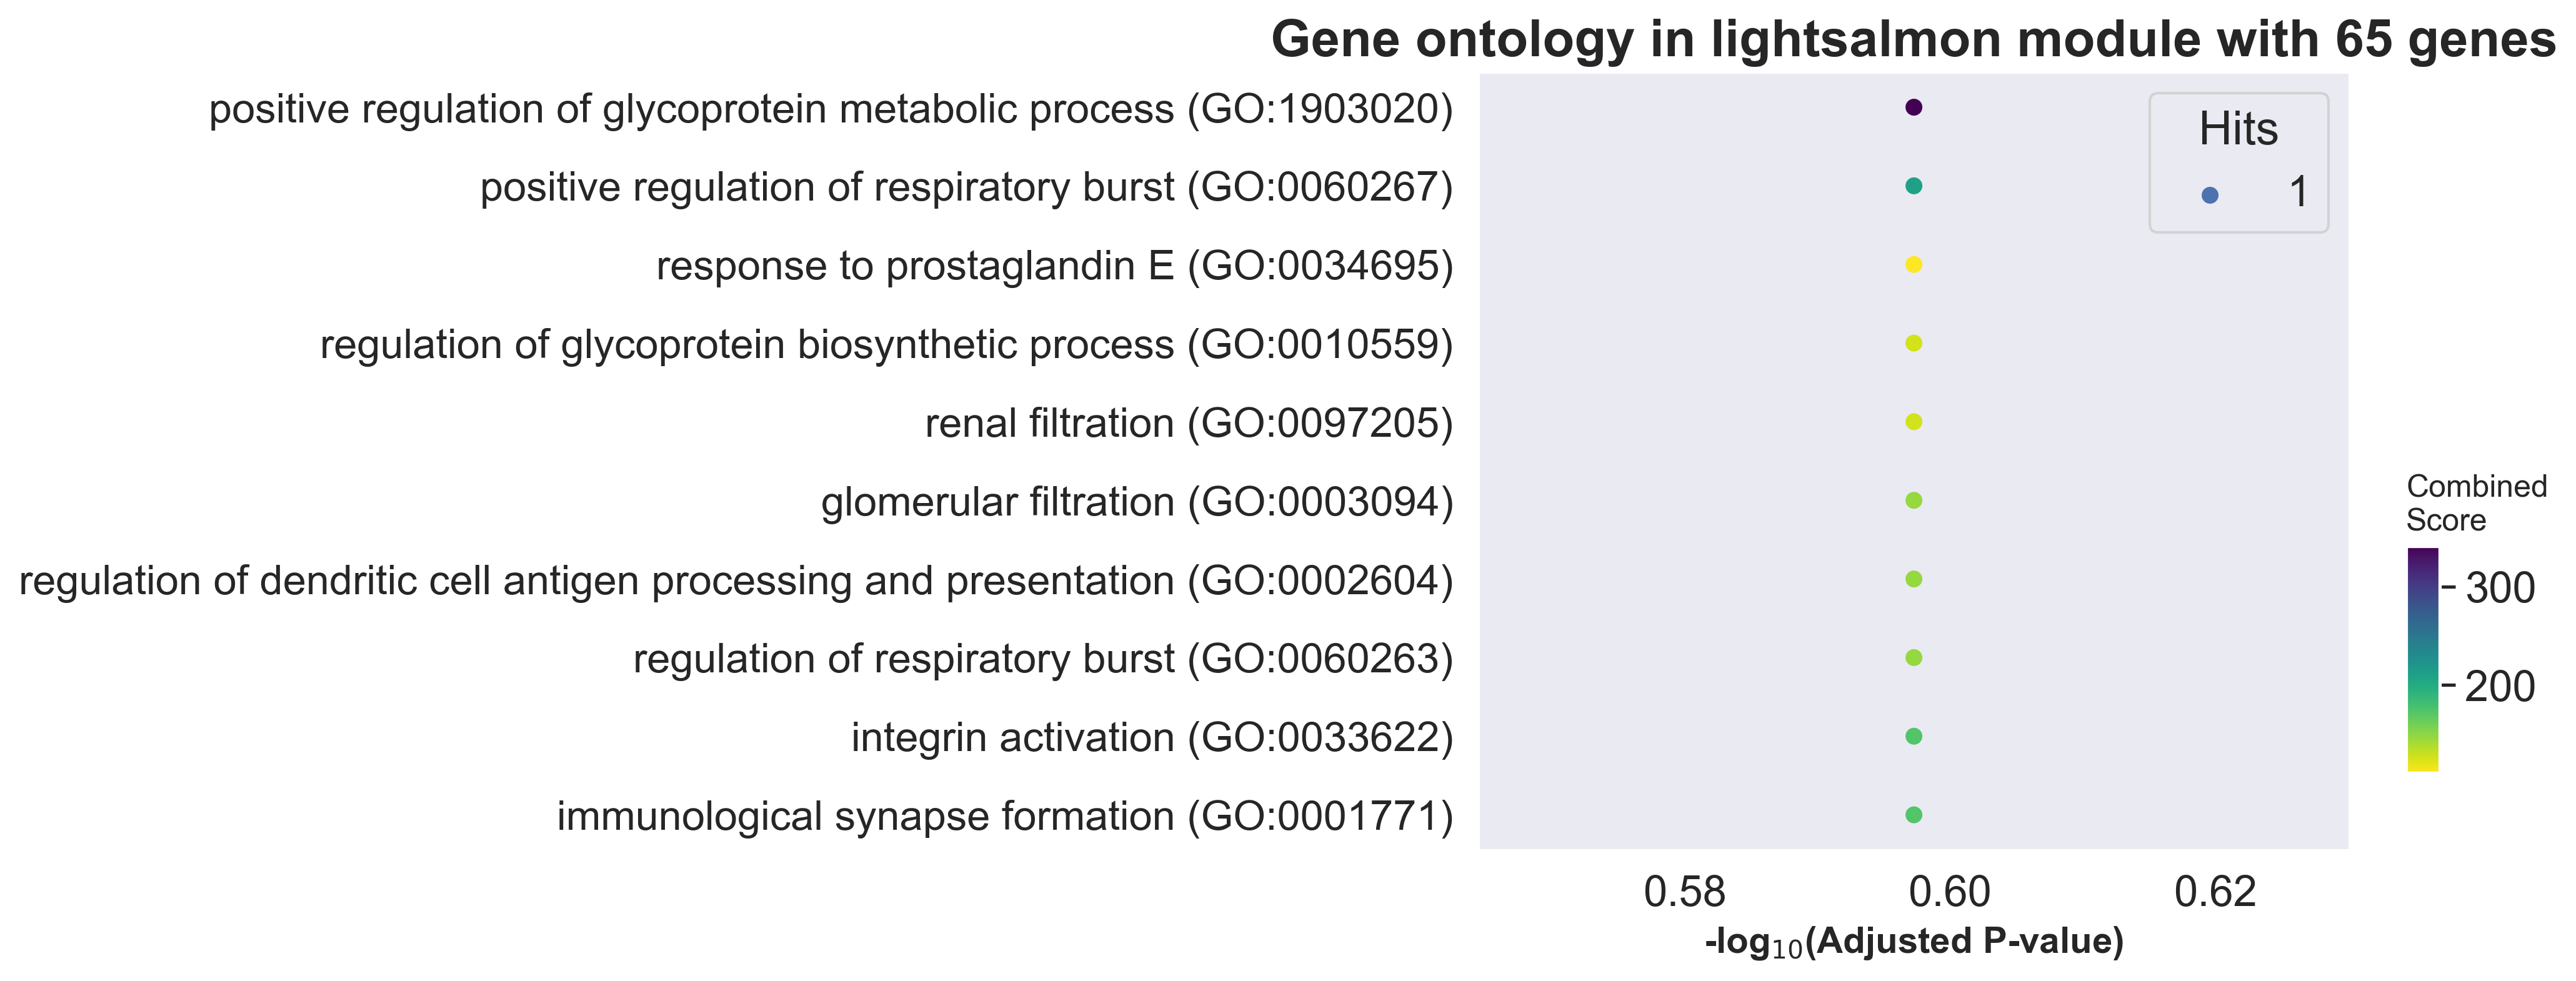 Gene ontology in lightsalmon module with 65 genes
positive regulation of glycoprotein metabolic process (GO:1903020)
positive regulation of respiratory burst (GO:0060267)
response to prostaglandin E (GO:0034695)
regulation of glycoprotein biosynthetic process (GO:0010559)
renal filtration (GO:0097205)
glomerular filtration (GO:0003094)
regulation of dendritic cell antigen processing and presentation (GO:0002604)
regulation of respiratory burst (GO:0060263)
integrin activation (GO:0033622)
immunological synapse formation (GO:0001771)
Hits
1
Combined
Score
300
200
0.58 0.60 0.62
-log₁₀(Adjusted P-value)